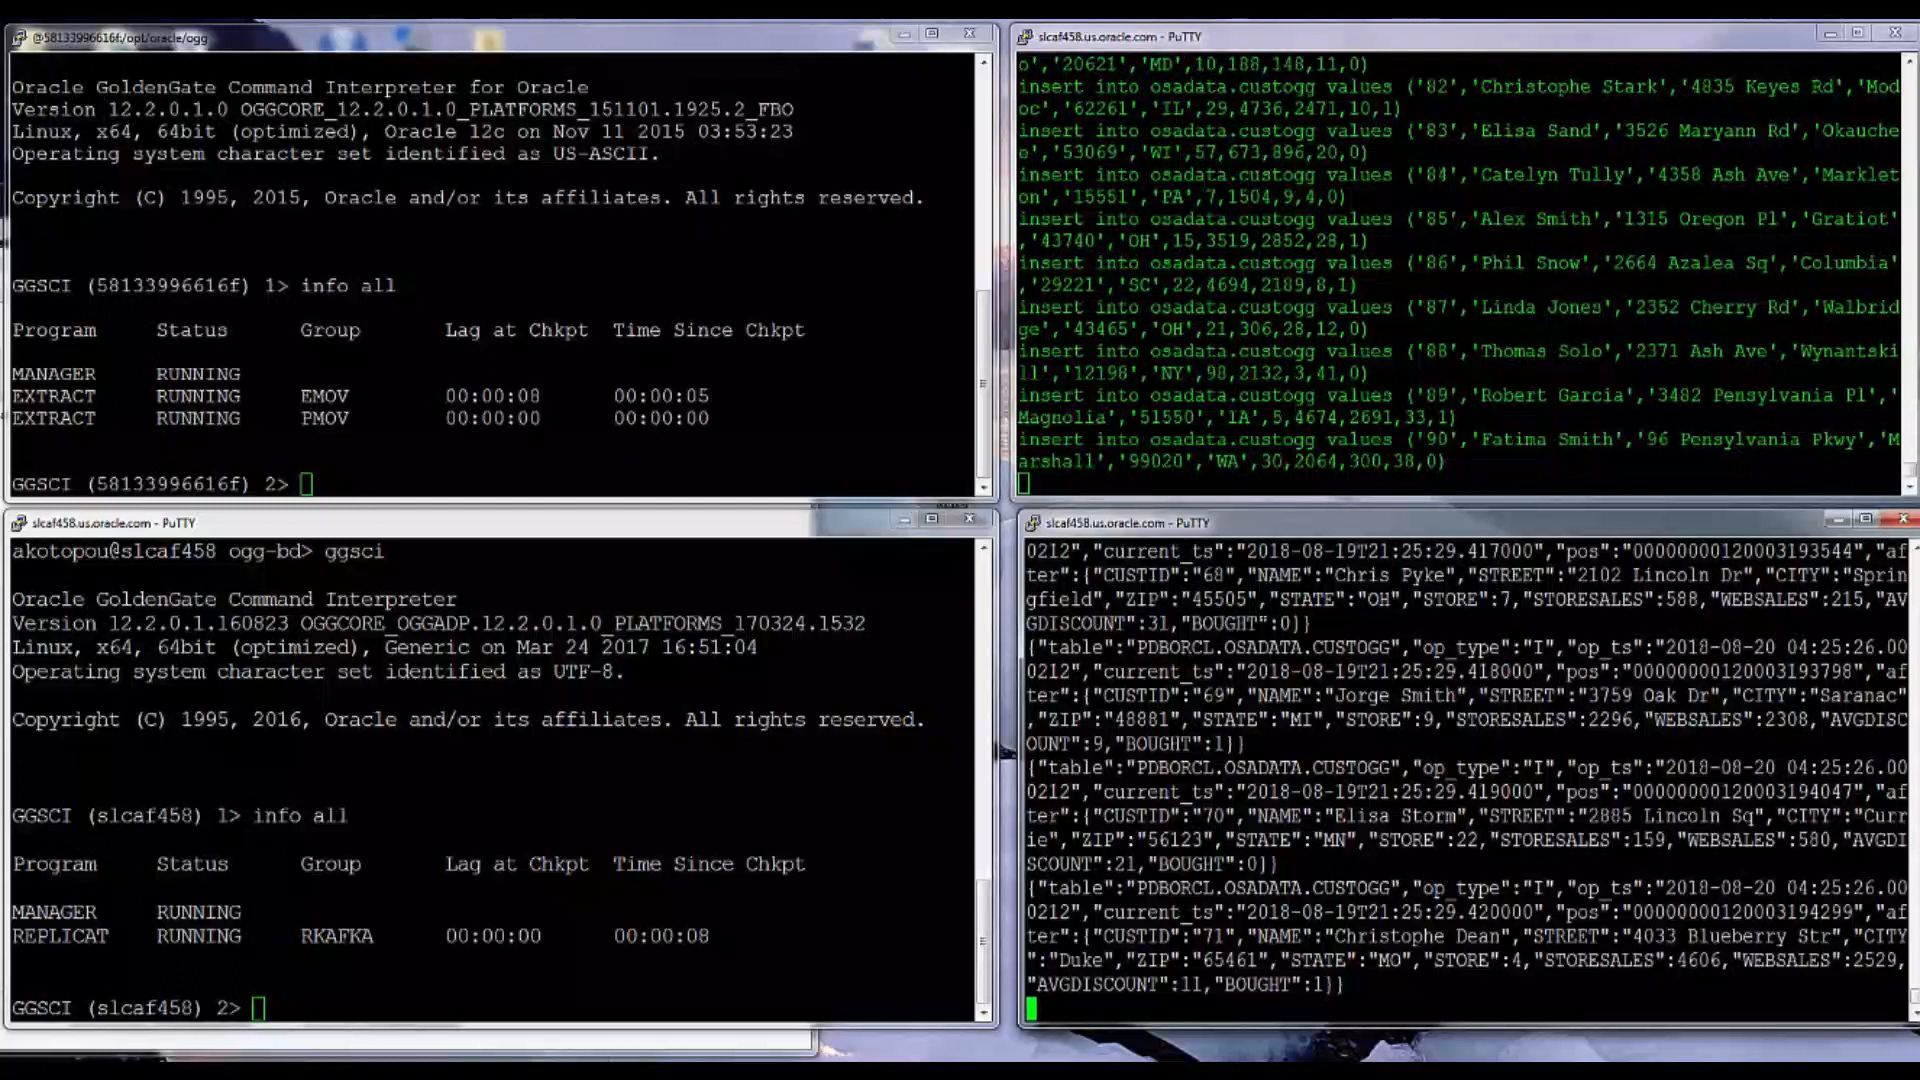 @58133996616f:/opt/oracle/ogg
Oracle GoldenGate Command Interpreter for Oracle
Version 12.2.0.1.0 OGGCORE_12.2.0.1.0_PLATFORMS_151101.1925.2_FBO
Linux, x64, 64bit (optimized), Oracle 12c on Nov 11 2015 03:53:23
Operating system character set identified as US-ASCII.
Copyright (C) 1995, 2015, Oracle and/or its affiliates. All rights reserved.
GGSCI (58133996616f) 1> info all
Program Status Group Lag at Chkpt Time Since Chkpt
MANAGER RUNNING
EXTRACT RUNNING EMOV 00:00:08 00:00:05
EXTRACT RUNNING PMOV 00:00:00 00:00:00
GGSCI (58133996616f) 2>
slcaf458.us.oracle.com - PuTTY
o','20621','MD',10,188,148,11,0)
insert into osadata.custogg values ('82','Christophe Stark','4835 Keyes Rd','Mod
oc','62261','IL',29,4736,2471,10,1)
insert into osadata.custogg values ('83','Elisa Sand','3526 Maryann Rd','Okauche
e','53069','WI',57,673,896,20,0)
insert into osadata.custogg values ('84','Catelyn Tully','4358 Ash Ave','Marklet
on','15551','PA',7,1504,9,4,0)
insert into osadata.custogg values ('85','Alex Smith','1315 Oregon Pl','Gratiot'
,'43740','OH',15,3519,2852,28,1)
insert into osadata.custogg values ('86','Phil Snow','2664 Azalea Sq','Columbia'
,'29221','SC',22,4694,2189,8,1)
insert into osadata.custogg values ('87','Linda Jones','2352 Cherry Rd','Walbrid
ge','43465','OH',21,306,28,12,0)
insert into osadata.custogg values ('88','Thomas Solo','2371 Ash Ave','Wynantski
ll','12198','NY',98,2132,3,41,0)
insert into osadata.custogg values ('89','Robert Garcia','3482 Pensylvania Pl','
Magnolia','51550','IA',5,4674,2691,33,1)
insert into osadata.custogg values ('90','Fatima Smith','96 Pensylvania Pkwy','M
arshall','99020','WA',30,2064,300,38,0)
slcaf458.us.oracle.com - PuTTY
akotopou@slcaf458 ogg-bd> ggsci
Oracle GoldenGate Command Interpreter
Version 12.2.0.1.160823 OGGCORE_OGGADP.12.2.0.1.0_PLATFORMS_170324.1532
Linux, x64, 64bit (optimized), Generic on Mar 24 2017 16:51:04
Operating system character set identified as UTF-8.
Copyright (C) 1995, 2016, Oracle and/or its affiliates. All rights reserved.
GGSCI (slcaf458) 1> info all
Program Status Group Lag at Chkpt Time Since Chkpt
MANAGER RUNNING
REPLICAT RUNNING RKAFKA 00:00:00 00:00:08
GGSCI (slcaf458) 2>
slcaf458.us.oracle.com - PuTTY
0212","current_ts":"2018-08-19T21:25:29.417000","pos":"00000000120003193544","af
ter":{"CUSTID":"68","NAME":"Chris Pyke","STREET":"2102 Lincoln Dr","CITY":"Sprin
gfield","ZIP":"45505","STATE":"OH","STORE":7,"STORESALES":588,"WEBSALES":215,"AV
GDISCOUNT":31,"BOUGHT":0}}
{"table":"PDBORCL.OSADATA.CUSTOGG","op_type":"I","op_ts":"2018-08-20 04:25:26.00
0212","current_ts":"2018-08-19T21:25:29.418000","pos":"00000000120003193798","af
ter":{"CUSTID":"69","NAME":"Jorge Smith","STREET":"3759 Oak Dr","CITY":"Saranac"
,"ZIP":"48881","STATE":"MI","STORE":9,"STORESALES":2296,"WEBSALES":2308,"AVGDISC
OUNT":9,"BOUGHT":1}}
{"table":"PDBORCL.OSADATA.CUSTOGG","op_type":"I","op_ts":"2018-08-20 04:25:26.00
0212","current_ts":"2018-08-19T21:25:29.419000","pos":"00000000120003194047","af
ter":{"CUSTID":"70","NAME":"Elisa Storm","STREET":"2885 Lincoln Sq","CITY":"Curr
ie","ZIP":"56123","STATE":"MN","STORE":22,"STORESALES":159,"WEBSALES":580,"AVGDI
SCOUNT":21,"BOUGHT":0}}
{"table":"PDBORCL.OSADATA.CUSTOGG","op_type":"I","op_ts":"2018-08-20 04:25:26.00
0212","current_ts":"2018-08-19T21:25:29.420000","pos":"00000000120003194299","af
ter":{"CUSTID":"71","NAME":"Christophe Dean","STREET":"4033 Blueberry Str","CITY
":"Duke","ZIP":"65461","STATE":"MO","STORE":4,"STORESALES":4606,"WEBSALES":2529,
"AVGDISCOUNT":11,"BOUGHT":1}}